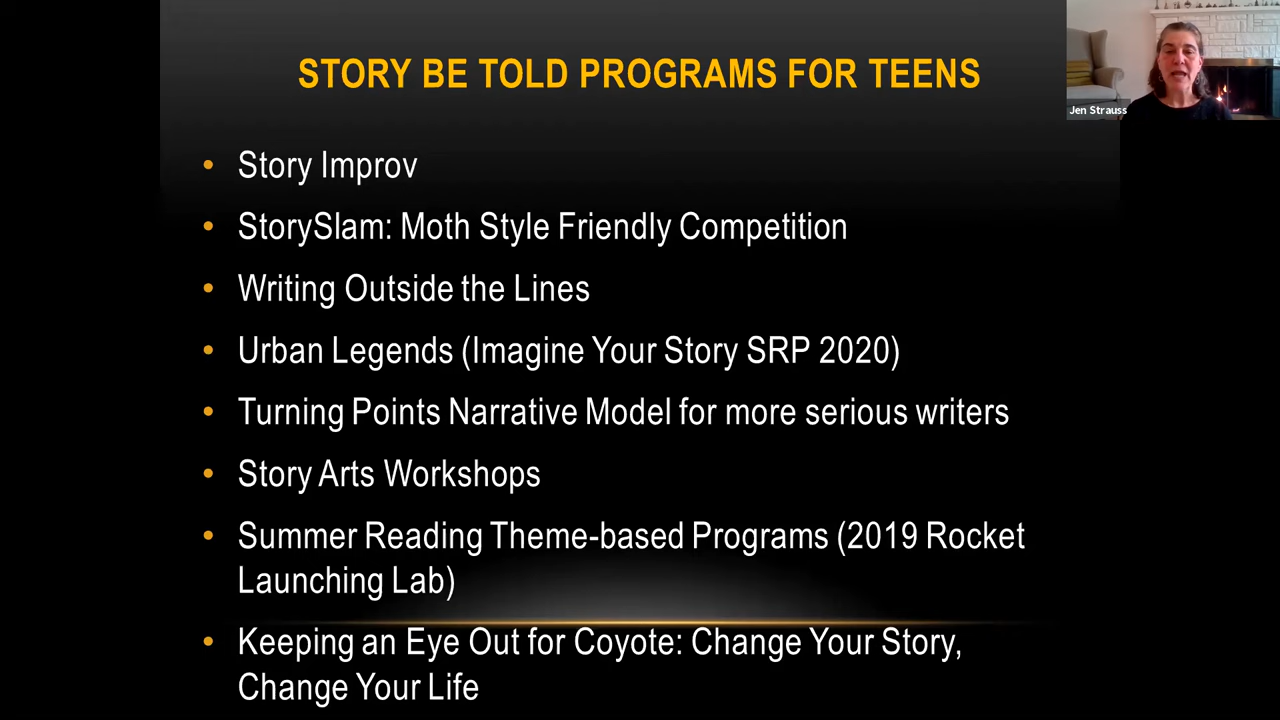 STORY BE TOLD PROGRAMS FOR TEENS
Jen Strauss
• Story Improv
• StorySlam: Moth Style Friendly Competition
• Writing Outside the Lines
• Urban Legends (Imagine Your Story SRP 2020)
• Turning Points Narrative Model for more serious writers
• Story Arts Workshops
• Summer Reading Theme-based Programs (2019 Rocket
Launching Lab)
• Keeping an Eye Out for Coyote: Change Your Story,
Change Your Life